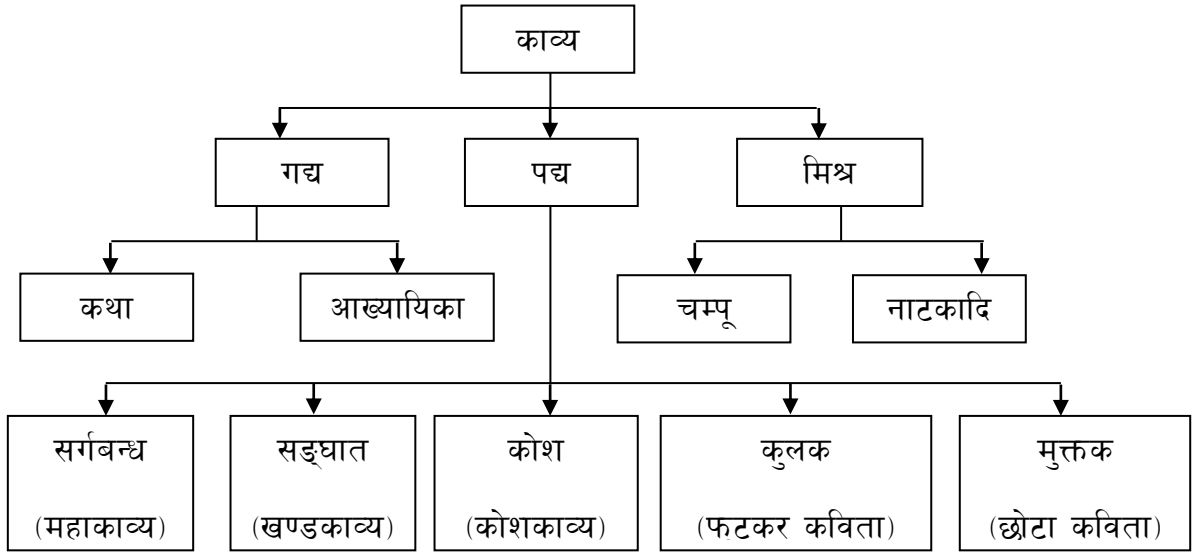 काव्य
गद्य
पद्य
मिश्र
कथा
आख्यायिका
चम्पू
नाटकादि
सर्गबन्ध
(महाकाव्य)
सङ्घात
(खण्डकाव्य)
कोश
(कोशकाव्य)
कुलक
(फटकर कविता)
मुक्तक
(छोटा कविता)